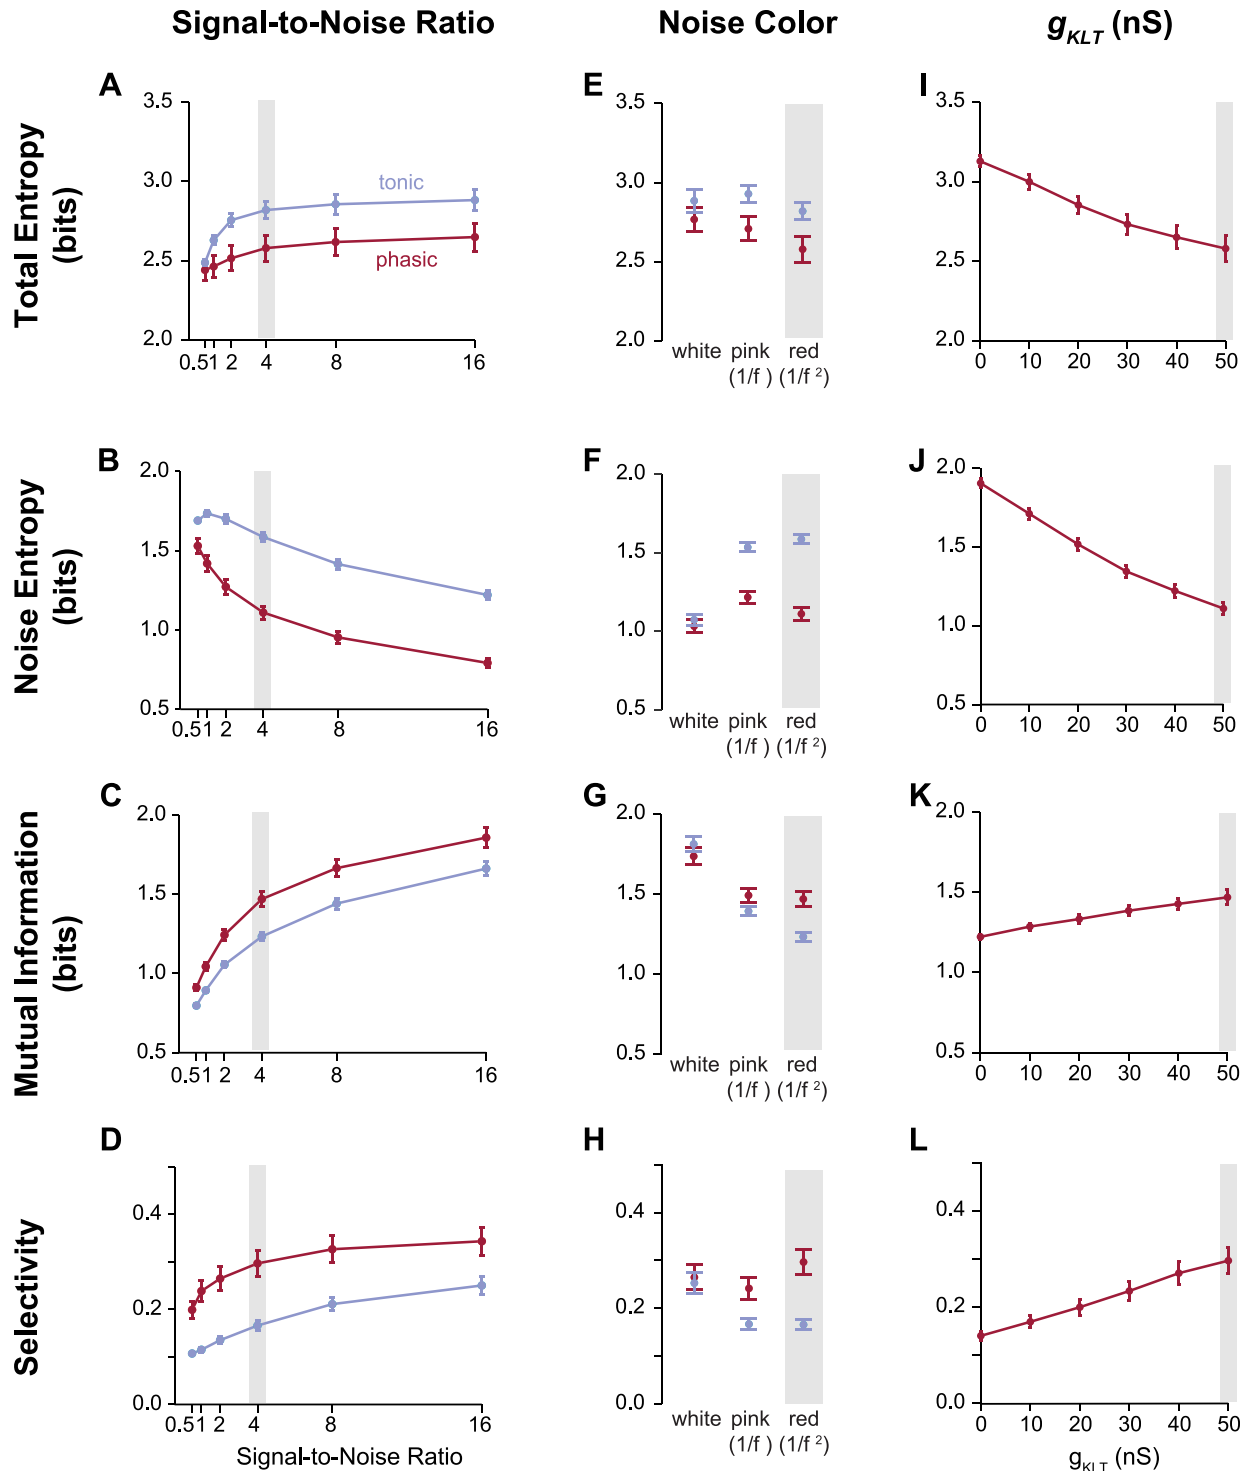 Signal-to-Noise Ratio
Noise Color
gKLT (nS)
Total Entropy
(bits)
A
3.5
3.0
2.5
2.0
tonic
phasic
0.51 2 4 8 16
E
3.5
3.0
2.5
2.0
white pink red
(1/f ) (1/f ²)
I
3.5
3.0
2.5
2.0
0 10 20 30 40 50
Noise Entropy
(bits)
B
2.0
1.5
1.0
0.5
0.51 2 4 8 16
F
2.0
1.5
1.0
0.5
white pink red
(1/f ) (1/f ²)
J
2.0
1.5
1.0
0.5
0 10 20 30 40 50
Mutual Information
(bits)
C
2.0
1.5
1.0
0.5
0.51 2 4 8 16
G
2.0
1.5
1.0
0.5
white pink red
(1/f ) (1/f ²)
K
2.0
1.5
1.0
0.5
0 10 20 30 40 50
Selectivity
D
0.4
0.2
0.0
0.51 2 4 8 16
Signal-to-Noise Ratio
H
0.4
0.2
0.0
white pink red
(1/f ) (1/f ²)
L
0.4
0.2
0.0
0 10 20 30 40 50
gKLT (nS)